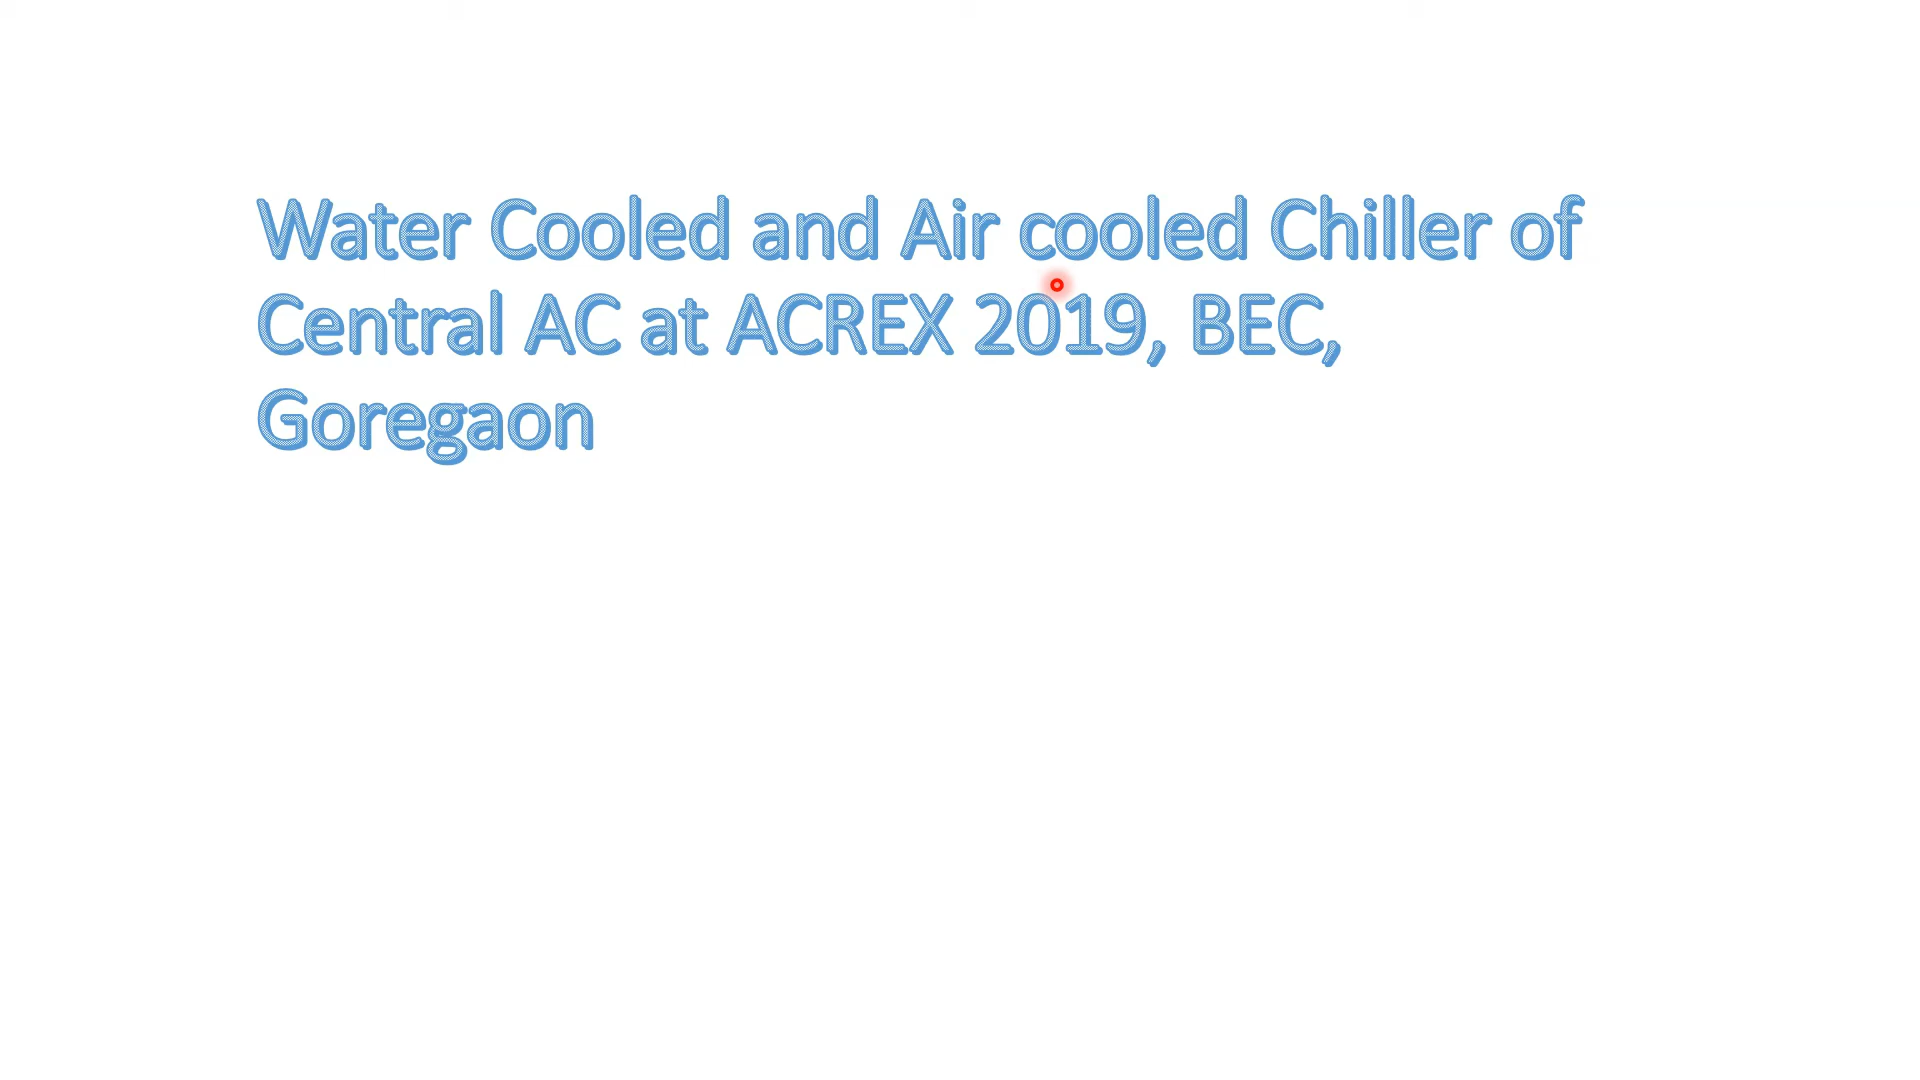 Water Cooled and Air cooled Chiller of
Central AC at ACREX 2019, BEC,
Goregaon